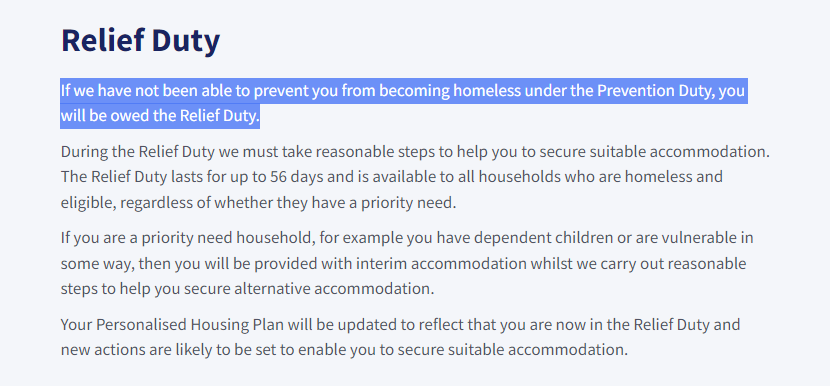 Relief Duty
If we have not been able to prevent you from becoming homeless under the Prevention Duty, you
will be owed the Relief Duty.
During the Relief Duty we must take reasonable steps to help you to secure suitable accommodation.
The Relief Duty lasts for up to 56 days and is available to all households who are homeless and
eligible, regardless of whether they have a priority need.
If you are a priority need household, for example you have dependent children or are vulnerable in
some way, then you will be provided with interim accommodation whilst we carry out reasonable
steps to help you secure alternative accommodation.
Your Personalised Housing Plan will be updated to reflect that you are now in the Relief Duty and
new actions are likely to be set to enable you to secure suitable accommodation.